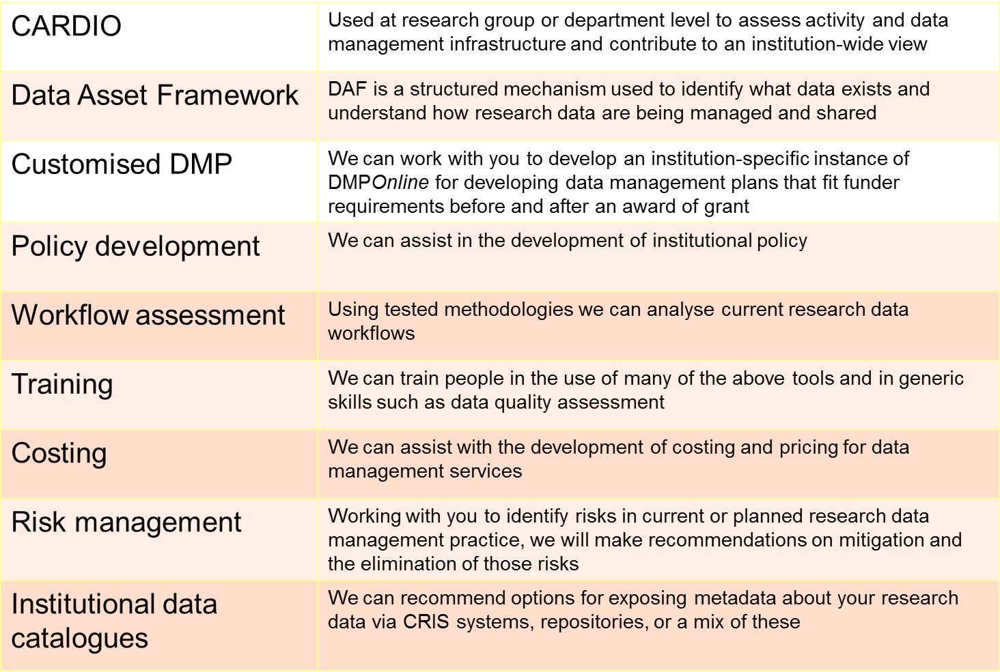 CARDIO
Used at research group or department level to assess activity and data
management infrastructure and contribute to an institution-wide view
Data Asset Framework
DAF is a structured mechanism used to identify what data exists and
understand how research data are being managed and shared
Customised DMP
We can work with you to develop an institution-specific instance of
DMPOnline for developing data management plans that fit funder
requirements before and after an award of grant
Policy development
We can assist in the development of institutional policy
Workflow assessment
Using tested methodologies we can analyse current research data
workflows
Training
We can train people in the use of many of the above tools and in generic
skills such as data quality assessment
Costing
We can assist with the development of costing and pricing for data
management services
Risk management
Working with you to identify risks in current or planned research data
management practice, we will make recommendations on mitigation and
the elimination of those risks
Institutional data
catalogues
We can recommend options for exposing metadata about your research
data via CRIS systems, repositories, or a mix of these